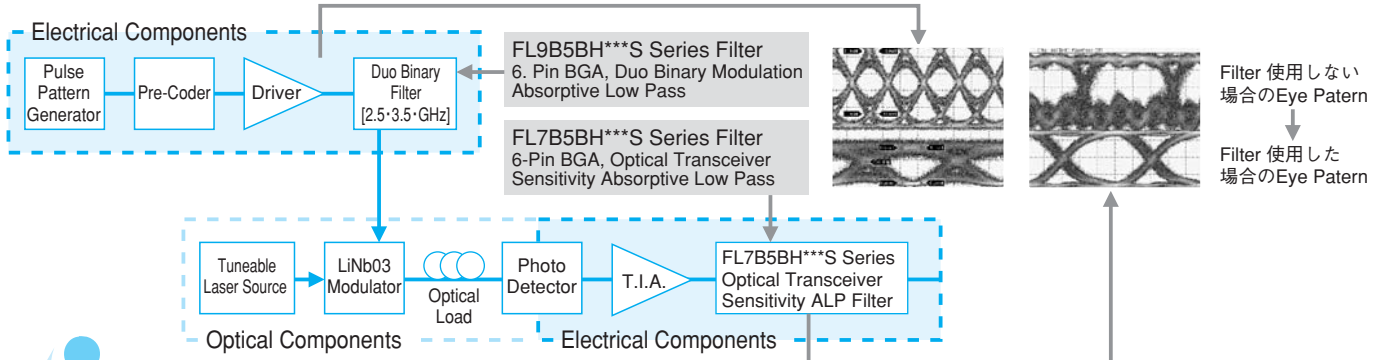 Electrical Components
Pulse
Pattern
Generator
Pre-Coder
Driver
Duo Binary
Filter
[2.5･3.5･GHz]
FL9B5BH***S Series Filter
6. Pin BGA, Duo Binary Modulation
Absorptive Low Pass
FL7B5BH***S Series Filter
6-Pin BGA, Optical Transceiver
Sensitivity Absorptive Low Pass
Filter 使用しない
場合のEye Patern
Filter 使用した
場合のEye Patern
Tuneable
Laser Source
LiNb03
Modulator
Optical
Load
Photo
Detector
T.I.A.
FL7B5BH***S Series
Optical Transceiver
Sensitivity ALP Filter
Optical Components
Electrical Components